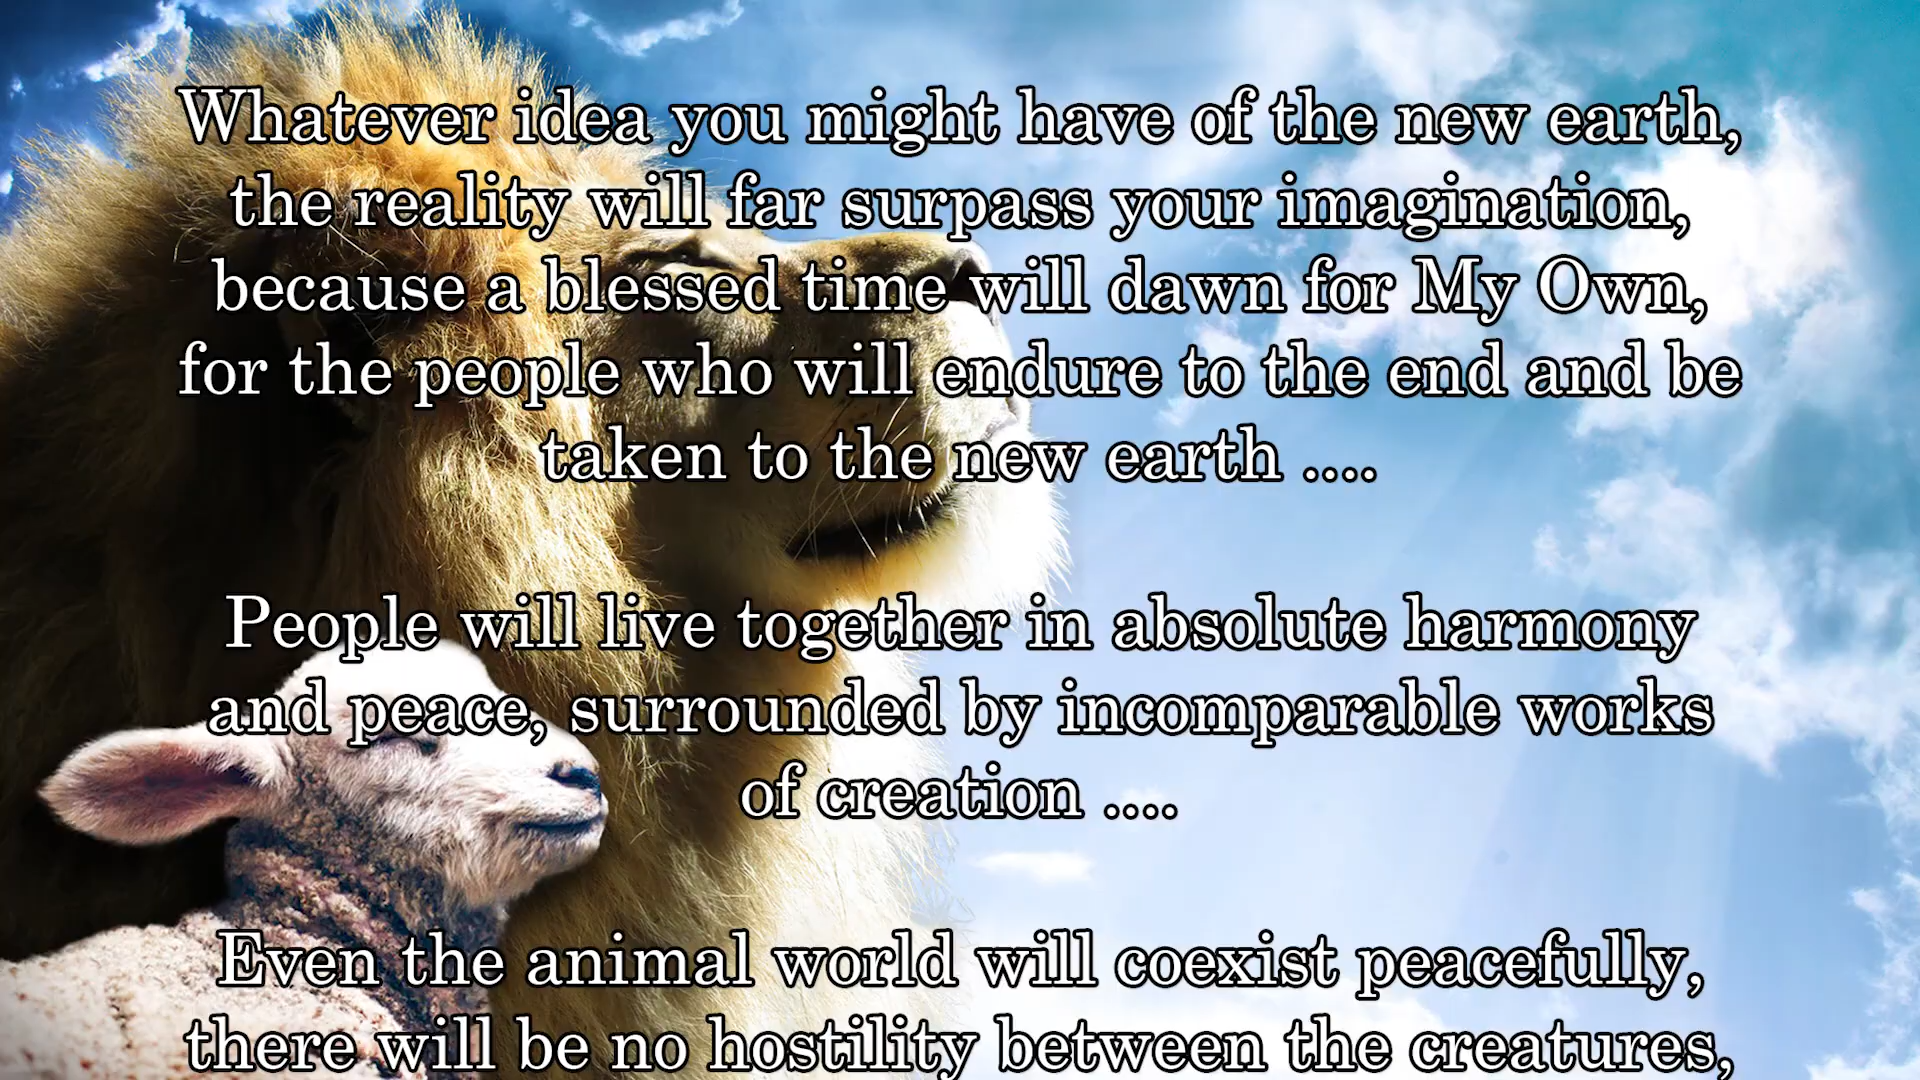 Whatever idea you might have of the new earth,
the reality will far surpass your imagination,
because a blessed time will dawn for My Own,
for the people who will endure to the end and be
taken to the new earth ....
People will live together in absolute harmony
and peace, surrounded by incomparable works
of creation ....
Even the animal world will coexist peacefully,
there will be no hostility between the creatures,